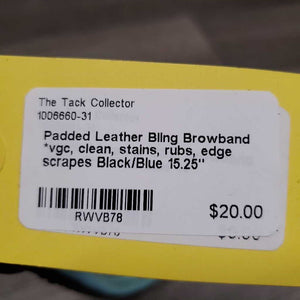 The Tack Collector
1006660-31
Padded Leather Bling Browband
*vgc, clean, stains, rubs, edge
scrapes Black/Blue 15.25"
RWVB78
$20.00